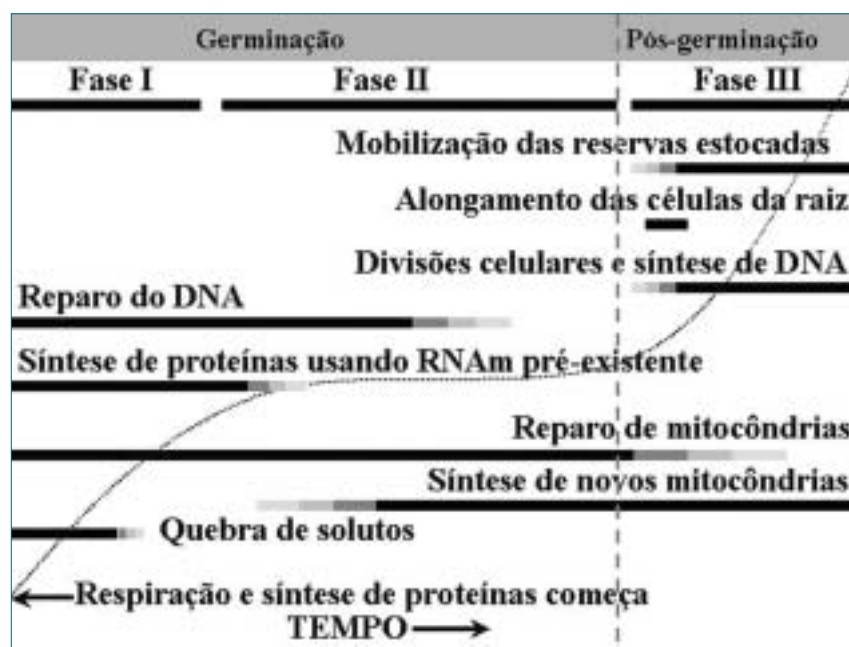 Germinação Pós-germinação
Fase I Fase II Fase III
Mobilização das reservas estocadas
Alongamento das células da raiz
Divisões celulares e síntese de DNA
Reparo do DNA
Síntese de proteínas usando RNAm pré-existente
Reparo de mitocôndrias
Síntese de novos mitocôndrias
Quebra de solutos
Respiração e síntese de proteínas começa
TEMPO